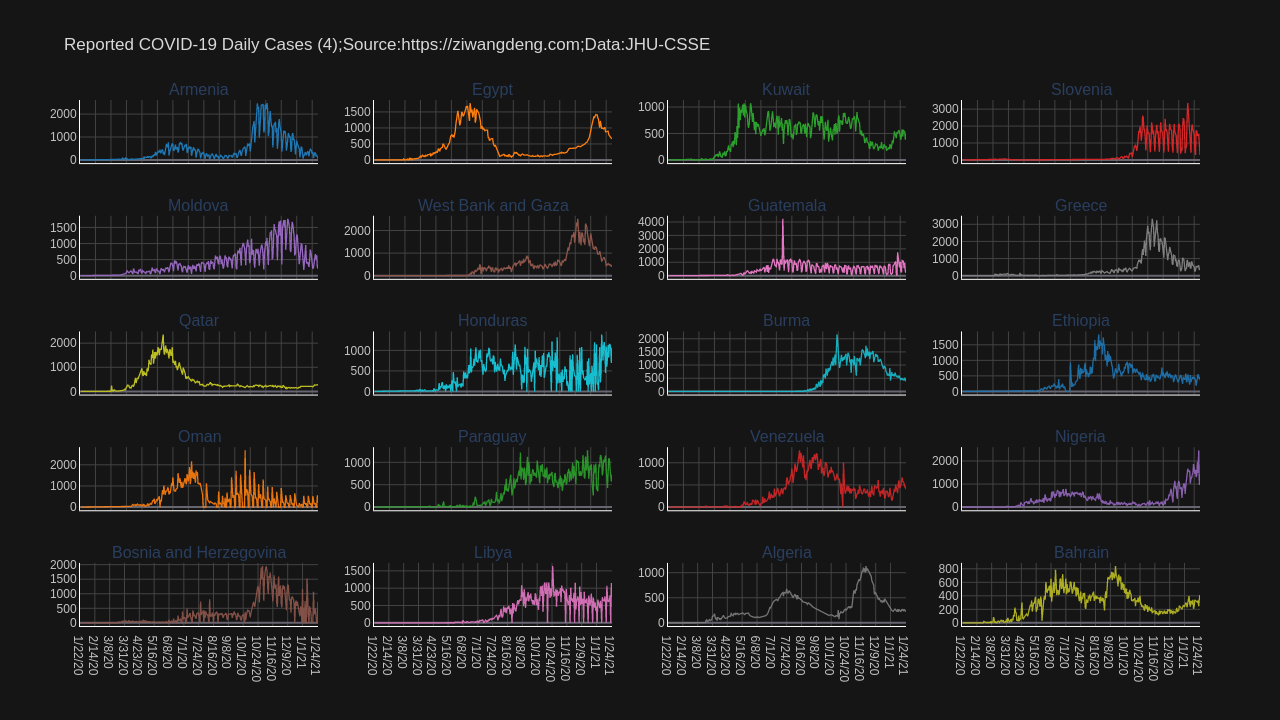 Reported COVID-19 Daily Cases (4);Source:https://ziwangdeng.com;Data:JHU-CSSE
Armenia
2000
1000
0
Egypt
1500
1000
500
0
Kuwait
1000
500
0
Slovenia
3000
2000
1000
0
Moldova
1500
1000
500
0
West Bank and Gaza
2000
1000
0
Guatemala
4000
3000
2000
1000
0
Greece
3000
2000
1000
0
Qatar
2000
1000
0
Honduras
1000
500
0
Burma
2000
1500
1000
500
0
Ethiopia
1500
1000
500
0
Oman
2000
1000
0
Paraguay
1000
500
0
Venezuela
1000
500
0
Nigeria
2000
1000
0
Bosnia and Herzegovina
2000
1500
1000
500
0
Libya
1500
1000
500
0
Algeria
1000
500
0
Bahrain
800
600
400
200
0
1/22/20 2/14/20 3/8/20 3/31/20 4/23/20 5/16/20 6/8/20 7/1/20 7/24/20 8/16/20 9/8/20 10/1/20 10/24/20 11/16/20 12/9/20 1/1/21 1/24/21
1/22/20 2/14/20 3/8/20 3/31/20 4/23/20 5/16/20 6/8/20 7/1/20 7/24/20 8/16/20 9/8/20 10/1/20 10/24/20 11/16/20 12/9/20 1/1/21 1/24/21
1/22/20 2/14/20 3/8/20 3/31/20 4/23/20 5/16/20 6/8/20 7/1/20 7/24/20 8/16/20 9/8/20 10/1/20 10/24/20 11/16/20 12/9/20 1/1/21 1/24/21
1/22/20 2/14/20 3/8/20 3/31/20 4/23/20 5/16/20 6/8/20 7/1/20 7/24/20 8/16/20 9/8/20 10/1/20 10/24/20 11/16/20 12/9/20 1/1/21 1/24/21